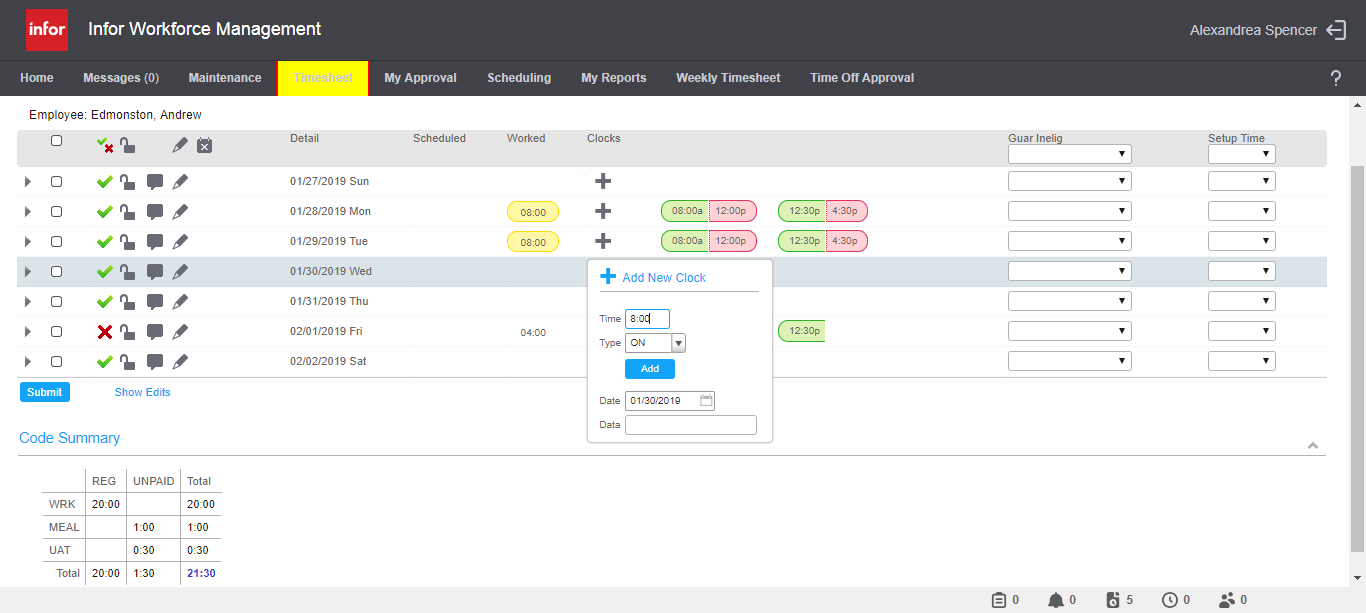 infor Infor Workforce Management Alexandrea Spencer
Home Messages (0) Maintenance Timesheet My Approval Scheduling My Reports Weekly Timesheet Time Off Approval ?
Employee: Edmonston, Andrew
Detail Scheduled Worked Clocks Guar Inelig Setup Time
01/27/2019 Sun
01/28/2019 Mon 08:00 08:00a 12:00p 12:30p 4:30p
01/29/2019 Tue 08:00 08:00a 12:00p 12:30p 4:30p
01/30/2019 Wed
Add New Clock
01/31/2019 Thu
Time 8:00
02/01/2019 Fri 04:00 12:30p
Type ON
02/02/2019 Sat
Add
Submit Show Edits
Date 01/30/2019
Data
Code Summary
REG UNPAID Total
WRK 20:00 20:00
MEAL 1:00 1:00
UAT 0:30 0:30
Total 20:00 1:30 21:30
0 0 5 0 0